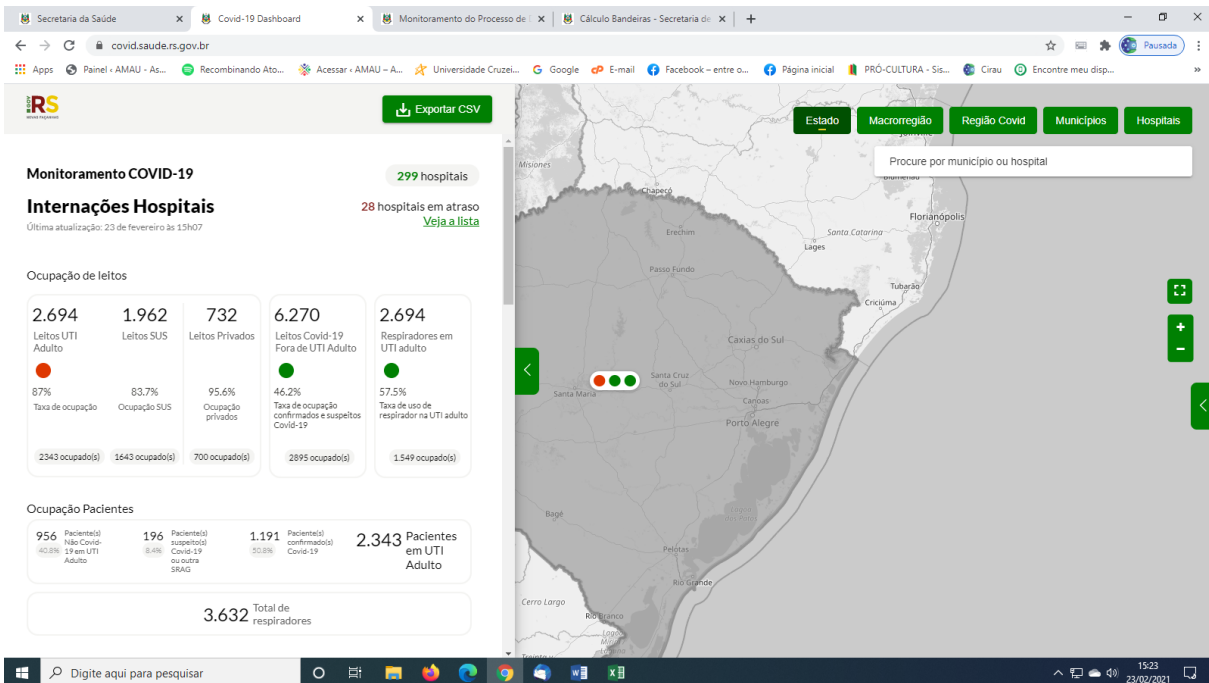 Secretaria da Saúde
Covid-19 Dashboard
Monitoramento do Processo de
Cálculo Bandeiras - Secretaria de
covid.saude.rs.gov.br
Pausada
Apps
Painel ‹ AMAU - As...
Recombinando Ato...
Acessar ‹ AMAU – A...
Universidade Cruzei...
Google
E-mail
Facebook – entre o...
Página inicial
PRÓ-CULTURA - Sis...
Cirau
Encontre meu disp...
»
GOV
RS
Exportar CSV
Monitoramento COVID-19
299 hospitais
Internações Hospitais
28 hospitais em atraso
Última atualização: 23 de fevereiro às 15h07
Veja a lista
Ocupação de leitos
2.694
Leitos UTI
Adulto
87%
Taxa de ocupação
2343 ocupado(s)
1.962
Leitos SUS
83.7%
Ocupação SUS
1643 ocupado(s)
732
Leitos Privados
95.6%
Ocupação
privados
700 ocupado(s)
6.270
Leitos Covid-19
Fora de UTI Adulto
46.2%
Taxa de ocupação
confirmados e suspeitos
Covid-19
2895 ocupado(s)
2.694
Respiradores em
UTI adulto
57.5%
Taxa de uso de
respirador na UTI adulto
1.549 ocupado(s)
Ocupação Pacientes
956
40.8%
Paciente(s)
Não Covid-
19 em UTI
Adulto
196
8.4%
Paciente(s)
suspeito(s)
Covid-19
ou outra
SRAG
1.191
50.8%
Paciente(s)
confirmado(s)
Covid-19
2.343
Pacientes
em UTI
Adulto
3.632
Total de
respiradores
Estado
Macrorregião
Região Covid
Municípios
Hospitais
Procure por município ou hospital
Joinville
Blumenau
Misiones
Chapecó
Florianópolis
Erechim
Santa Catarina
Lages
Passo Fundo
Tubarão
Criciúma
Caxias do Sul
Santa Cruz
do Sul
Novo Hamburgo
Santa Maria
Canoas
Porto Alegre
Bagé
Lagoa
dos Patos
Pelotas
Rio Grande
Cerro Largo
Rio Branco
Lagoa
Mirim
Treinta y
+
−
Digite aqui para pesquisar
15:23
23/02/2021